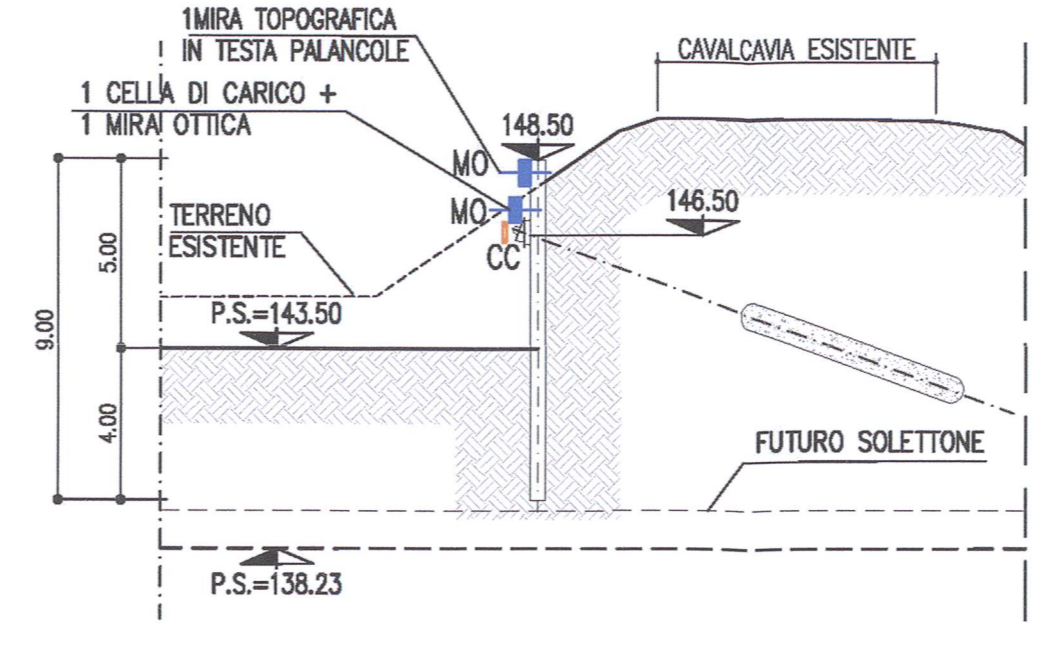 1MIRA TOPOGRAFICA
IN TESTA PALANCOLE
CAVALCAVIA ESISTENTE
1 CELLA DI CARICO +
1 MIRA OTTICA
148.50
MO
146.50
MO
TERRENO
ESISTENTE
CC
5.00
9.00
P.S.=143.50
4.00
FUTURO SOLETTONE
P.S.=138.23